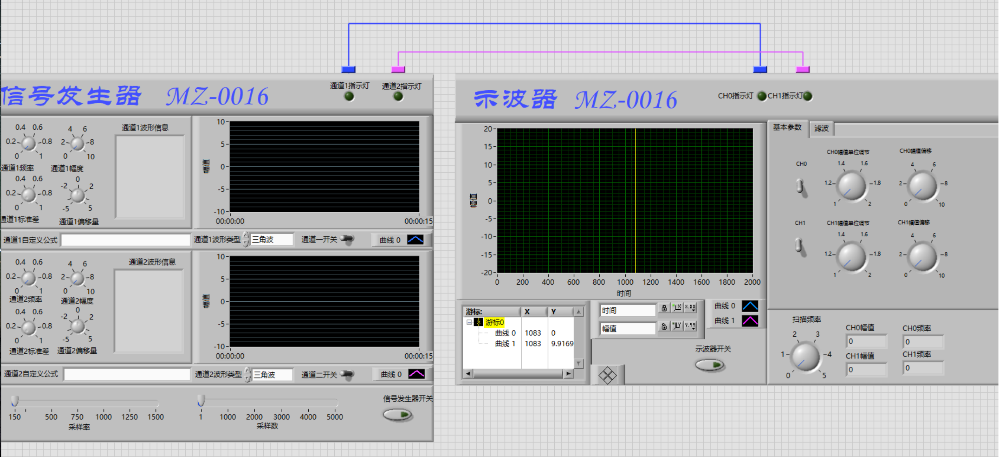 通道1指示灯 通道2指示灯
信号发生器 MZ-0016
0.4 0.6
0.2 0.8
0 1
通道1频率
4 6
2 8
0 10
通道1幅度
0.4 0.6
0.2 0.8
0 1
通道1标准差
0
-2 2
-5 5
通道1偏移量
通道1波形信息
10
5
0
-5
-10
幅值
00:00:00 00:00:15
通道1自定义公式 通道1波形类型 三角波 通道一开关 曲线 0
0.4 0.6
0.2 0.8
0 1
通道2频率
4 6
2 8
0 10
通道2幅度
0.4 0.6
0.2 0.8
0 1
通道2标准差
0
-2 2
-5 5
通道2偏移量
通道2波形信息
10
5
0
-5
-10
幅值
00:00:00 00:00:15
通道2自定义公式 通道2波形类型 三角波 通道二开关 曲线 0
150 500 750 1000 1250 1500
采样率
1 1000 2000 3000 4000 5000
采样数
信号发生器开关
示波器 MZ-0016
CH0指示灯 CH1指示灯
20
15
10
5
0
-5
-10
-15
-20
幅值
0 200 400 600 800 1000 1200 1400 1600 1800 2000
时间
游标: X Y
游标0
曲线 0 1083 0
曲线 1 1083 9.9169
时间 X X.XX
幅值 Y Y.YY
曲线 0
曲线 1
示波器开关
基本参数 滤波
CH0
CH0幅值单位调节
1.4 1.6
1.2 1.8
1 2
CH0幅值偏移
4 6
2 8
0 10
CH1
CH1幅值单位调节
1.4 1.6
1.2 1.8
1 2
CH1幅值偏移
4 6
2 8
0 10
扫描频率
2 3
1 4
0 5
CH0幅值
0
CH0频率
0
CH1幅值
0
CH1频率
0